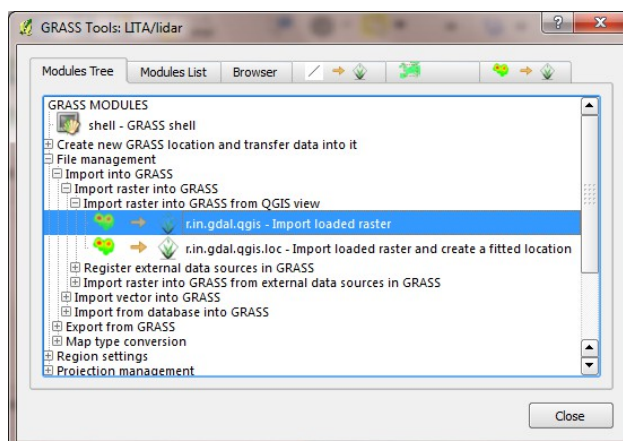 GRASS Tools: LITA/lidar
Modules Tree Modules List Browser
GRASS MODULES
shell - GRASS shell
Create new GRASS location and transfer data into it
File management
Import into GRASS
Import raster into GRASS
Import raster into GRASS from QGIS view
r.in.gdal.qgis - Import loaded raster
r.in.gdal.qgis.loc - Import loaded raster and create a fitted location
Register external data sources in GRASS
Import raster into GRASS from external data sources in GRASS
Import vector into GRASS
Import from database into GRASS
Export from GRASS
Map type conversion
Region settings
Projection management
Close